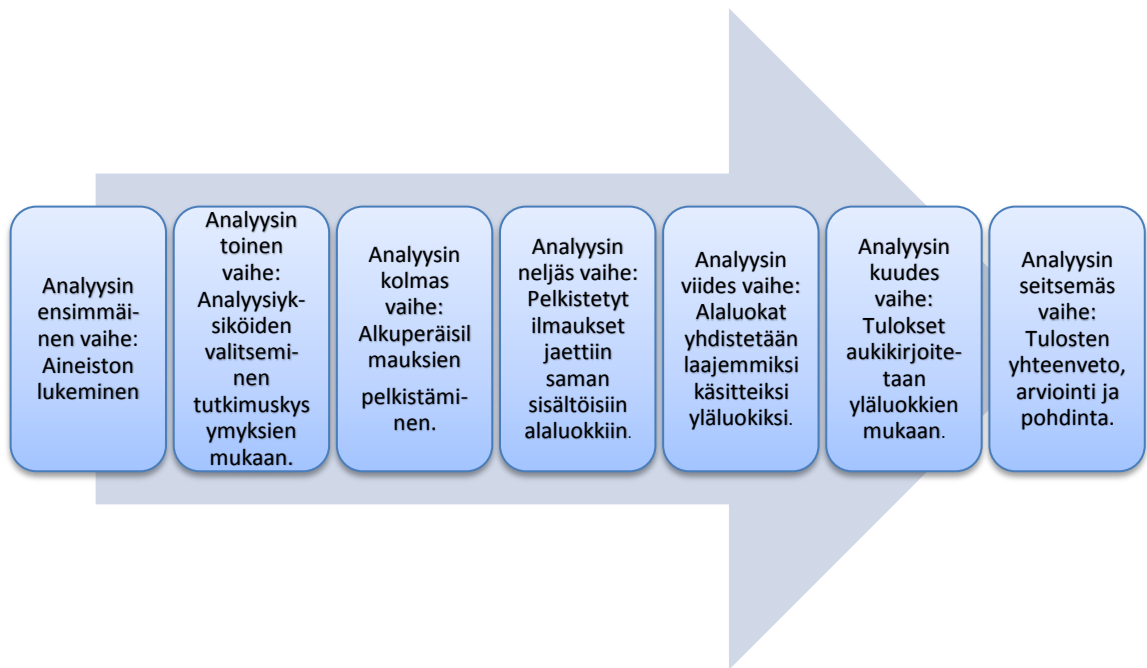 Analyysin
ensimmäi-
nen vaihe:
Aineiston
lukeminen
Analyysin
toinen
vaihe:
Analyysiyk-
siköiden
valitsemi-
nen
tutkimuskys
ymyksien
mukaan.
Analyysin
kolmas
vaihe:
Alkuperäisil
mauksien
pelkistämi-
nen.
Analyysin
neljäs vaihe:
Pelkistetyt
ilmaukset
jaettiin
saman
sisältöisiin
alaluokkiin.
Analyysin
viides vaihe:
Alaluokat
yhdistetään
laajemmiksi
käsitteiksi
yläluokiksi.
Analyysin
kuudes
vaihe:
Tulokset
aukikirjoite-
taan
yläluokkien
mukaan.
Analyysin
seitsemäs
vaihe:
Tulosten
yhteenveto,
arviointi ja
pohdinta.